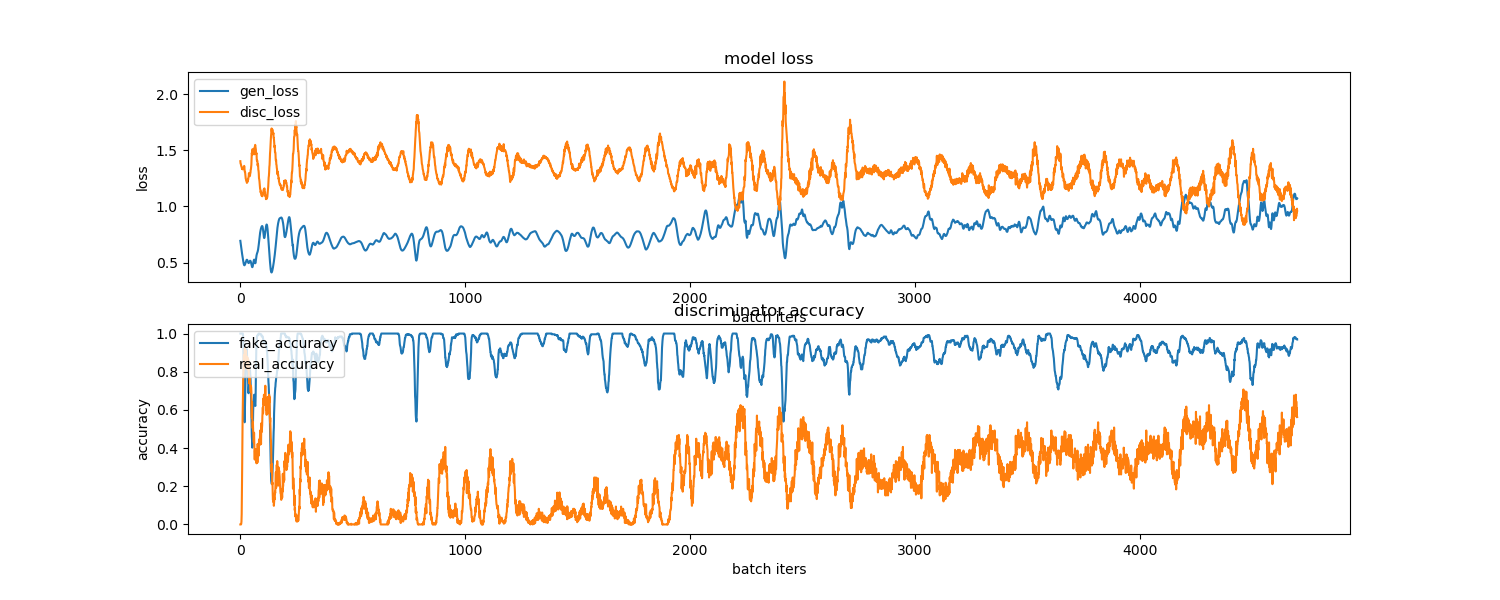 model loss
gen_loss
disc_loss
loss
2.0
1.5
1.0
0.5
0 1000 2000 3000 4000
batch iters
discriminator accuracy
fake_accuracy
real_accuracy
accuracy
1.0
0.8
0.6
0.4
0.2
0.0
0 1000 2000 3000 4000
batch iters